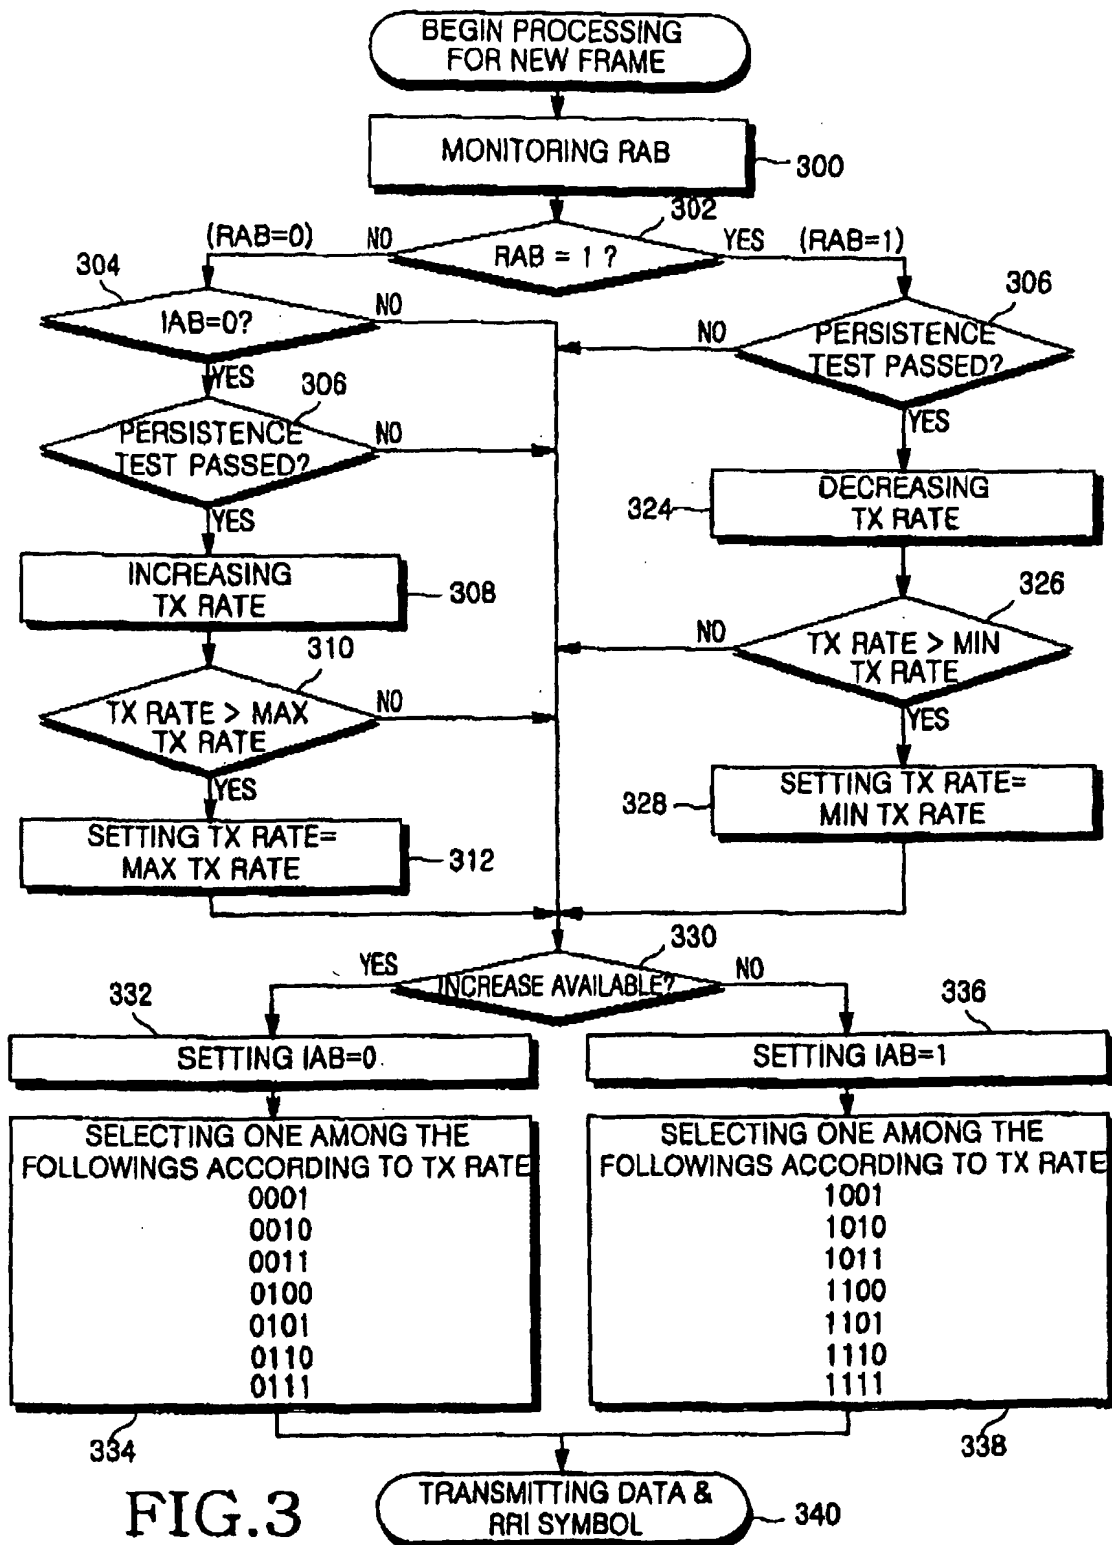 BEGIN PROCESSING
FOR NEW FRAME
MONITORING RAB
300
302
(RAB=0)
NO
RAB = 1 ?
YES
(RAB=1)
304
IAB=0?
NO
YES
306
PERSISTENCE
TEST PASSED?
NO
YES
306
PERSISTENCE
TEST PASSED?
NO
YES
INCREASING
TX RATE
308
324
DECREASING
TX RATE
310
TX RATE > MAX
TX RATE
NO
YES
326
TX RATE > MIN
TX RATE
NO
YES
SETTING TX RATE=
MAX TX RATE
312
328
SETTING TX RATE=
MIN TX RATE
330
YES
INCREASE AVAILABLE?
NO
332
SETTING IAB=0
336
SETTING IAB=1
SELECTING ONE AMONG THE
FOLLOWINGS ACCORDING TO TX RATE
0001
0010
0011
0100
0101
0110
0111
334
SELECTING ONE AMONG THE
FOLLOWINGS ACCORDING TO TX RATE
1001
1010
1011
1100
1101
1110
1111
338
TRANSMITTING DATA &
RRI SYMBOL
340
FIG.3